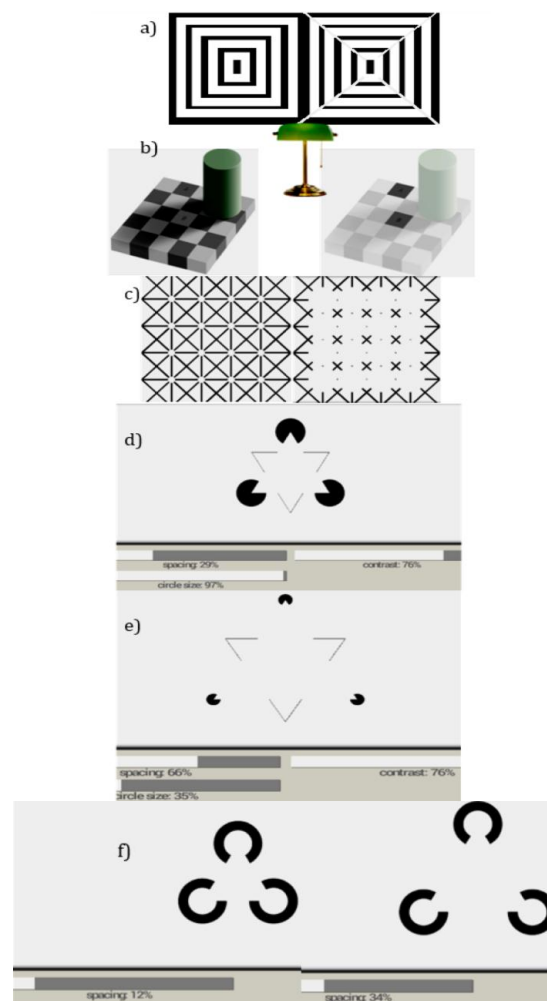 a)
b)
c)
d)
spacing: 29%
contrast: 76%
circle size: 97%
e)
spacing: 66%
contrast: 76%
circle size: 35%
f)
spacing: 12%
spacing: 34%